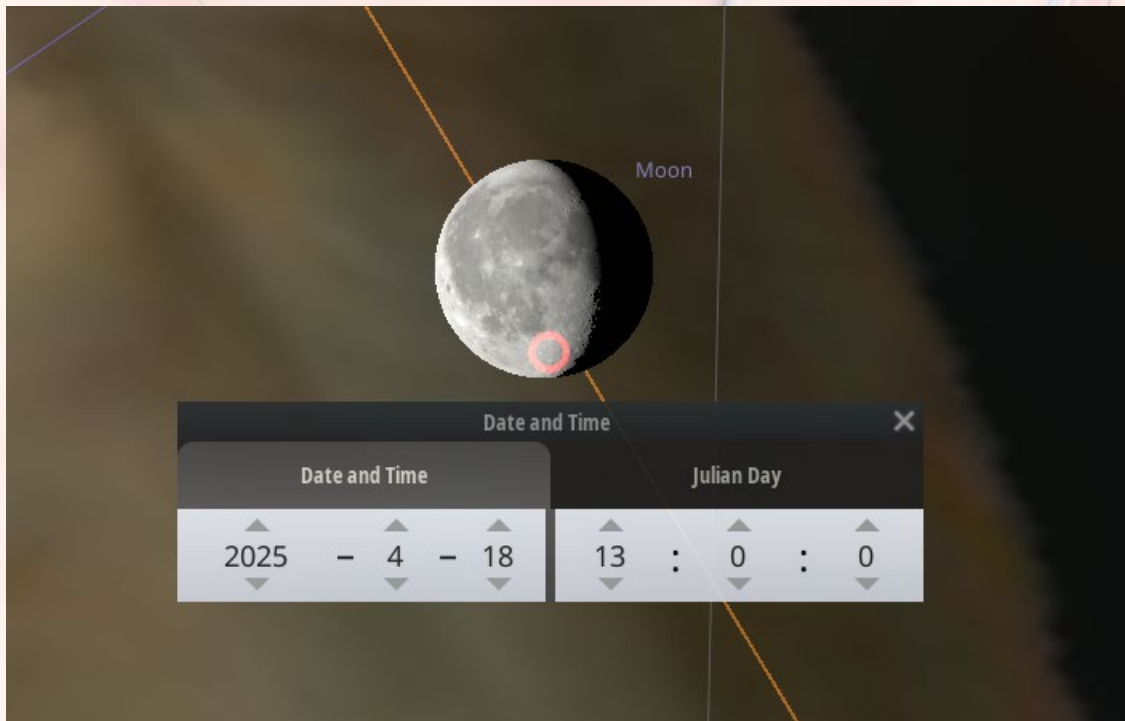 Moon
Date and Time ×
Date and Time Julian Day
2025 – 4 – 18 13 : 0 : 0